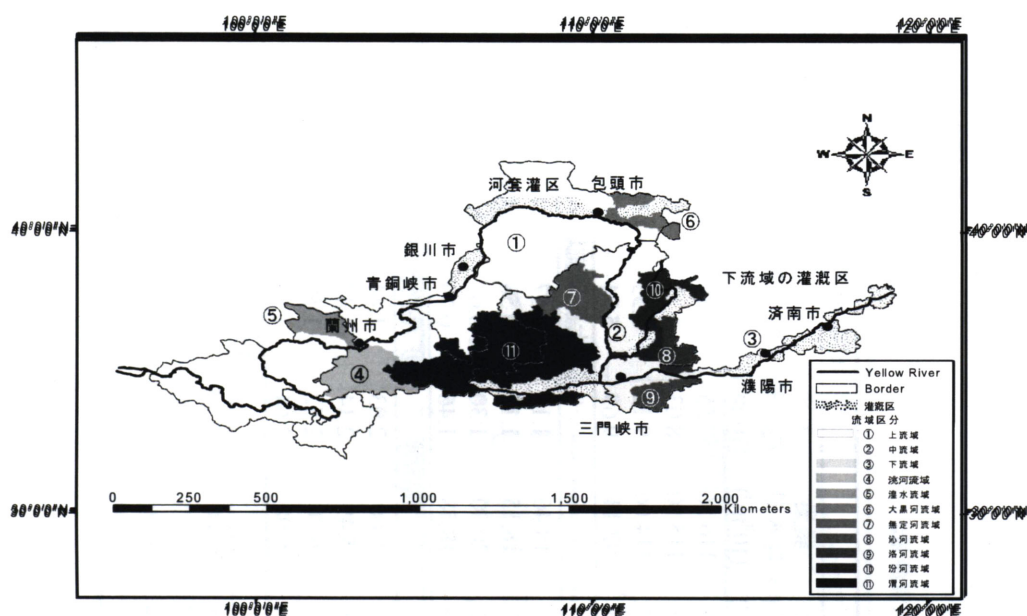 100°0'0"E 110°0'0"E 120°0'0"E
N
W E
S
河套灌区 包頭市
40°0'0"N ① ⑥ 40°0'0"N
銀川市
青銅峡市 ⑦ ⑩ 下流域の灌漑区
⑤ 蘭州市 ② 済南市
⑪ ⑧ ③
④ 濮陽市
⑨
三門峡市
Yellow River
Border
灌漑区
流域区分
① 上流域
② 中流域
③ 下流域
④ 洮河流域
⑤ 湟水流域
⑥ 大黒河流域
⑦ 無定河流域
⑧ 沁河流域
⑨ 洛河流域
⑩ 汾河流域
⑪ 渭河流域
0 250 500 1,000 1,500 2,000
Kilometers
30°0'0"N 30°0'0"N
100°0'0"E 110°0'0"E 120°0'0"E